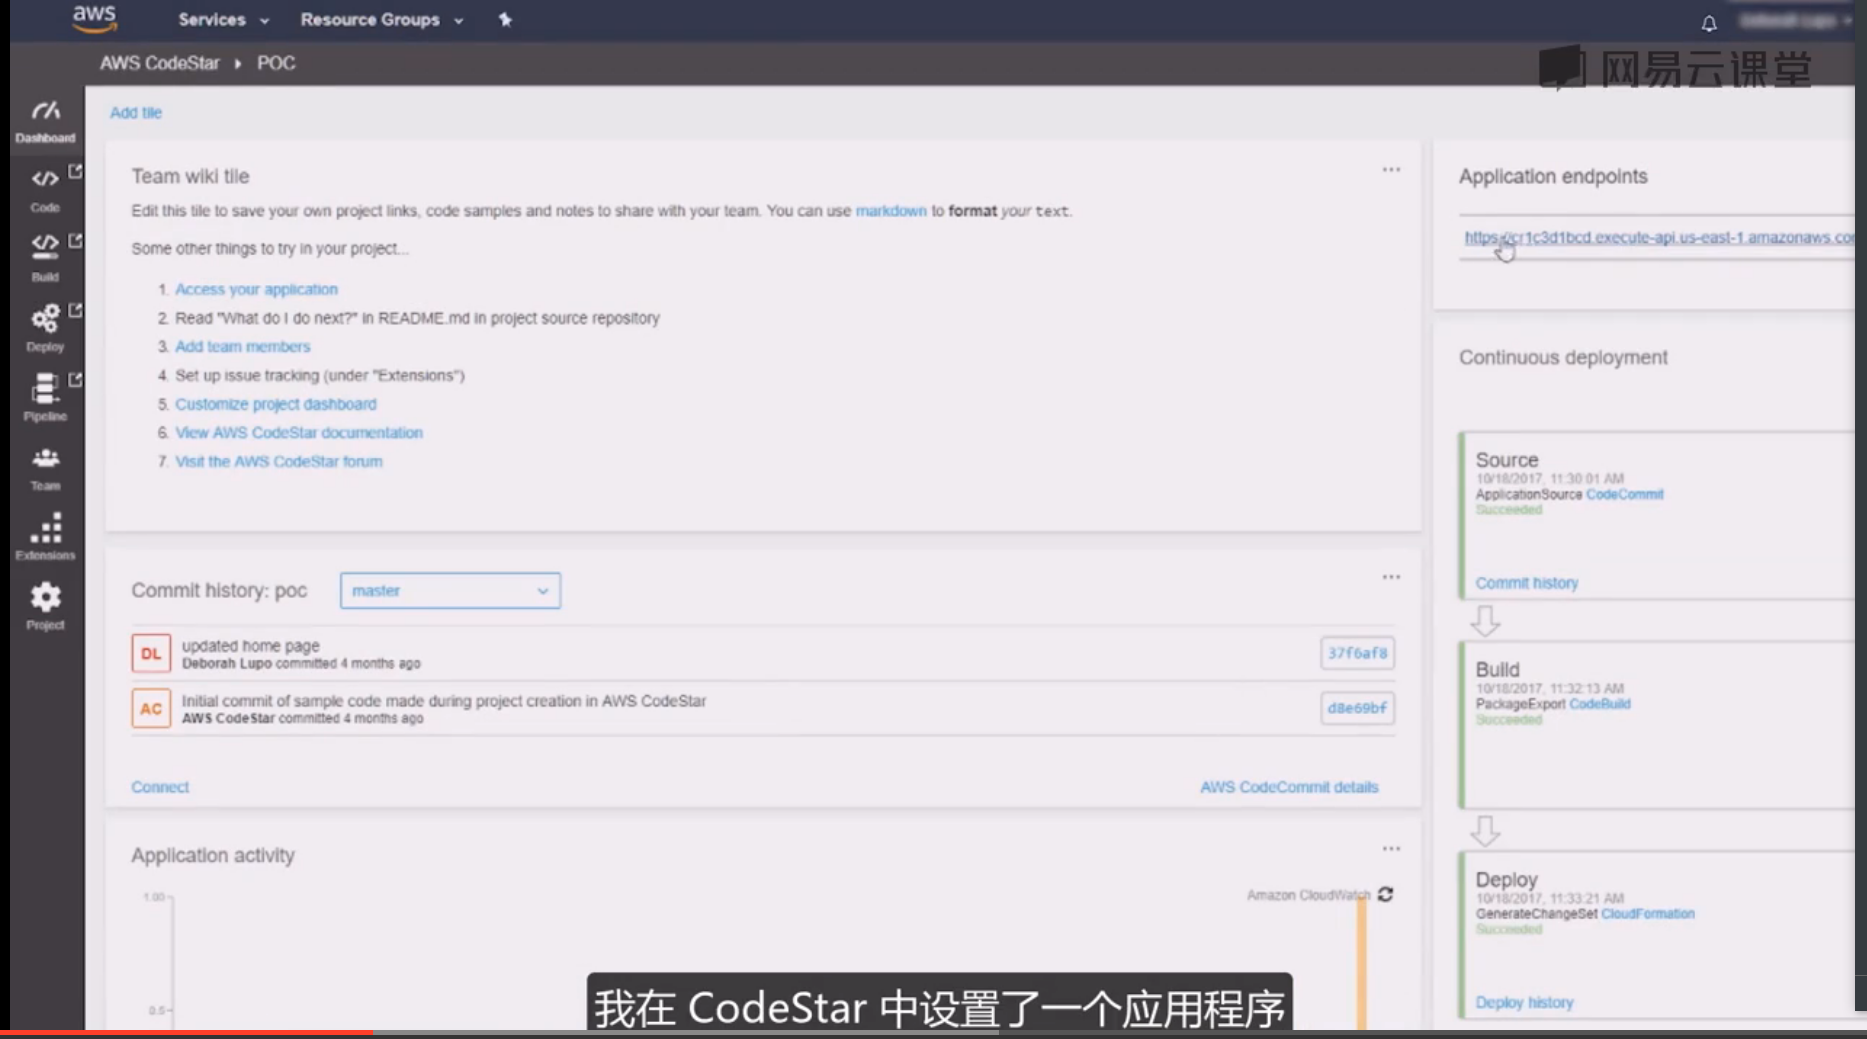 aws
Services
Resource Groups
AWS CodeStar
POC
网易云课堂
Dashboard
Code
Build
Deploy
Pipeline
Team
Extensions
Project
Add tile
Team wiki tile
Edit this tile to save your own project links, code samples and notes to share with your team. You can use markdown to format your text.
Some other things to try in your project...
1. Access your application
2. Read "What do I do next?" in README.md in project source repository
3. Add team members
4. Set up issue tracking (under "Extensions")
5. Customize project dashboard
6. View AWS CodeStar documentation
7. Visit the AWS CodeStar forum
Commit history: poc
master
DL
updated home page
Deborah Lupo committed 4 months ago
37f6af8
AC
Initial commit of sample code made during project creation in AWS CodeStar
AWS CodeStar committed 4 months ago
d8e69bf
Connect
AWS CodeCommit details
Application activity
Amazon CloudWatch
1.00
0.5
Application endpoints
https://cr1c3d1bcd.execute-api.us-east-1.amazonaws.co
Continuous deployment
Source
10/18/2017, 11:30:01 AM
ApplicationSource CodeCommit
Succeeded
Commit history
Build
10/18/2017, 11:32:13 AM
PackageExport CodeBuild
Succeeded
Deploy
10/18/2017, 11:33:21 AM
GenerateChangeSet CloudFormation
Succeeded
Deploy history
我在 CodeStar 中设置了一个应用程序